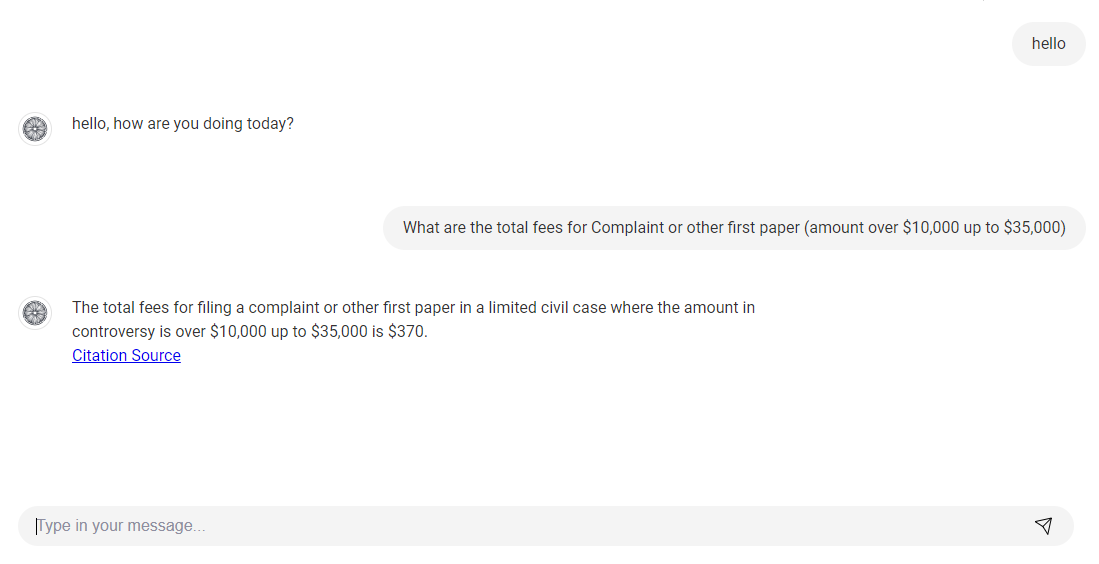 hello
hello, how are you doing today?
What are the total fees for Complaint or other first paper (amount over $10,000 up to $35,000)
The total fees for filing a complaint or other first paper in a limited civil case where the amount in
controversy is over $10,000 up to $35,000 is $370.
Citation Source
Type in your message...